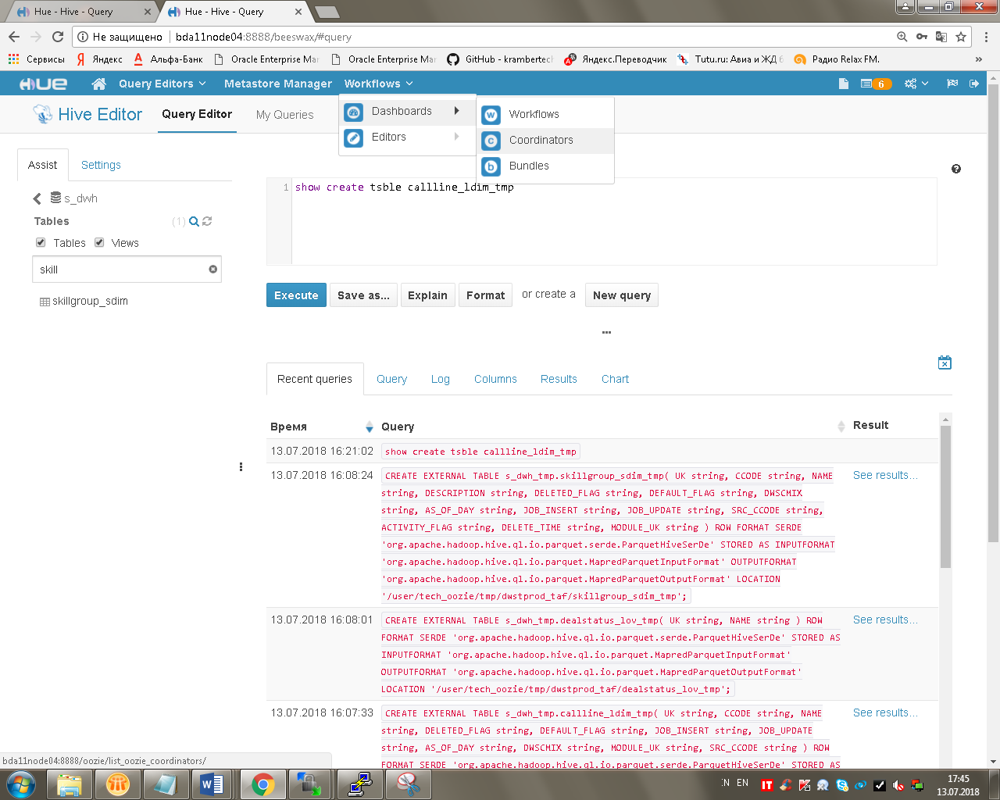 Hue - Hive - Query
Hue - Hive - Query
Не защищено
bda11node04:8888/beeswax/#query
Сервисы
Яндекс
Альфа-Банк
Oracle Enterprise Ma
Oracle Enterprise Ma
GitHub - krambertech
Яндекс.Переводчик
Tutu.ru: Авиа и ЖД б
Радио Relax FM.
»
HUE
Query Editors
Metastore Manager
Workflows
6
Hive Editor
Query Editor
My Queries
Dashboards
Editors
Workflows
Coordinators
Bundles
Assist
Settings
s_dwh
Tables
(1)
Tables
Views
skill
skillgroup_sdim
1
show create tsble callline_ldim_tmp
Execute
Save as...
Explain
Format
or create a
New query
...
Recent queries
Query
Log
Columns
Results
Chart
Время
Query
Result
13.07.2018 16:21:02
show create tsble callline_ldim_tmp
13.07.2018 16:08:24
CREATE EXTERNAL TABLE s_dwh_tmp.skillgroup_sdim_tmp( UK string, CCODE string, NAME
string, DESCRIPTION string, DELETED_FLAG string, DEFAULT_FLAG string, DWSCMIX
string, AS_OF_DAY string, JOB_INSERT string, JOB_UPDATE string, SRC_CCODE string,
ACTIVITY_FLAG string, DELETE_TIME string, MODULE_UK string ) ROW FORMAT SERDE
'org.apache.hadoop.hive.ql.io.parquet.serde.ParquetHiveSerDe' STORED AS INPUTFORMAT
'org.apache.hadoop.hive.ql.io.parquet.MapredParquetInputFormat' OUTPUTFORMAT
'org.apache.hadoop.hive.ql.io.parquet.MapredParquetOutputFormat' LOCATION
'/user/tech_oozie/tmp/dwstprod_taf/skillgroup_sdim_tmp';
See results...
13.07.2018 16:08:01
CREATE EXTERNAL TABLE s_dwh_tmp.dealstatus_lov_tmp( UK string, NAME string ) ROW
FORMAT SERDE 'org.apache.hadoop.hive.ql.io.parquet.serde.ParquetHiveSerDe' STORED AS
INPUTFORMAT 'org.apache.hadoop.hive.ql.io.parquet.MapredParquetInputFormat'
OUTPUTFORMAT 'org.apache.hadoop.hive.ql.io.parquet.MapredParquetOutputFormat'
LOCATION '/user/tech_oozie/tmp/dwstprod_taf/dealstatus_lov_tmp';
See results...
13.07.2018 16:07:33
CREATE EXTERNAL TABLE s_dwh_tmp.callline_ldim_tmp( UK string, CCODE string, NAME
string, DELETED_FLAG string, DEFAULT_FLAG string, JOB_INSERT string, JOB_UPDATE
string, AS_OF_DAY string, DWSCMIX string, MODULE_UK string, SRC_CCODE string ) ROW
FORMAT SERDE 'org.apache.hadoop.hive.ql.io.parquet.serde.ParquetHiveSerDe' STORED AS
See results...
bda11node04:8888/oozie/list_oozie_coordinators/
EN
17:45
13.07.2018